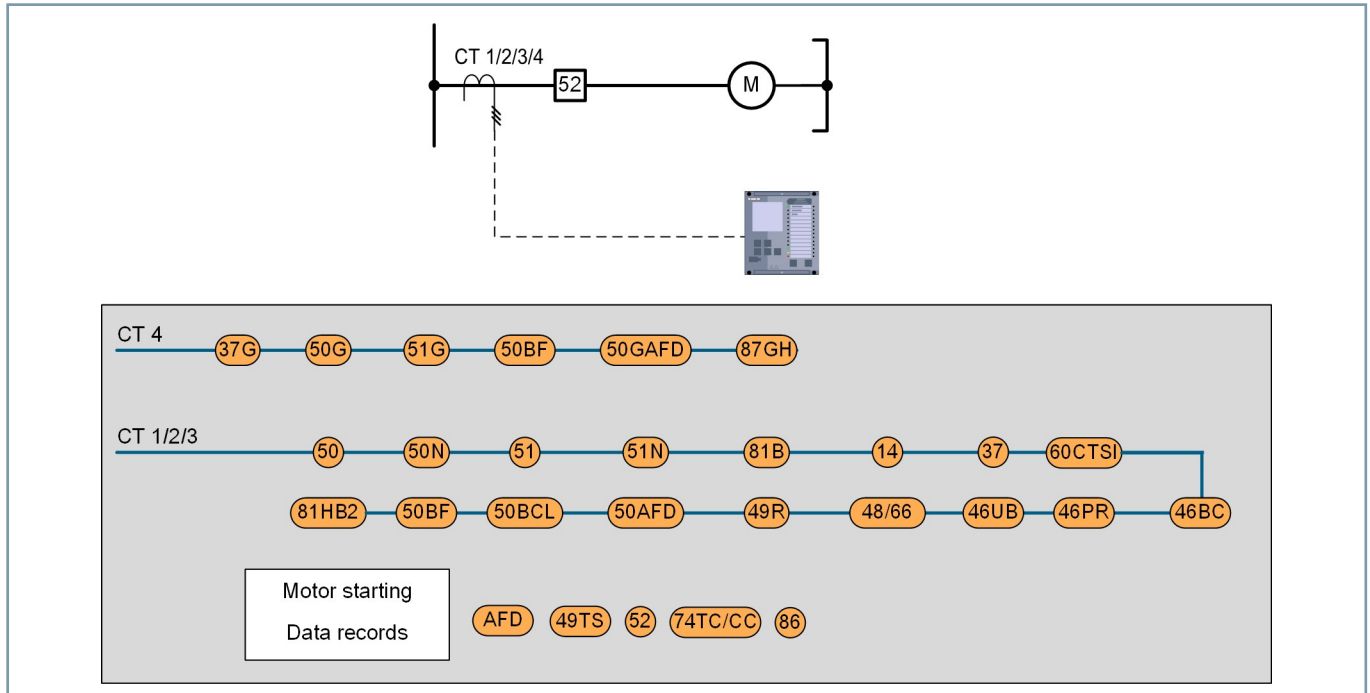 CT 1/2/3/4
52
M
CT 4
37G 50G 51G 50BF 50GAFD 87GH
CT 1/2/3
50 50N 51 51N 81B 14 37 60CTSI
81HB2 50BF 50BCL 50AFD 49R 48/66 46UB 46PR 46BC
Motor starting
Data records
AFD 49TS 52 74TC/CC 86